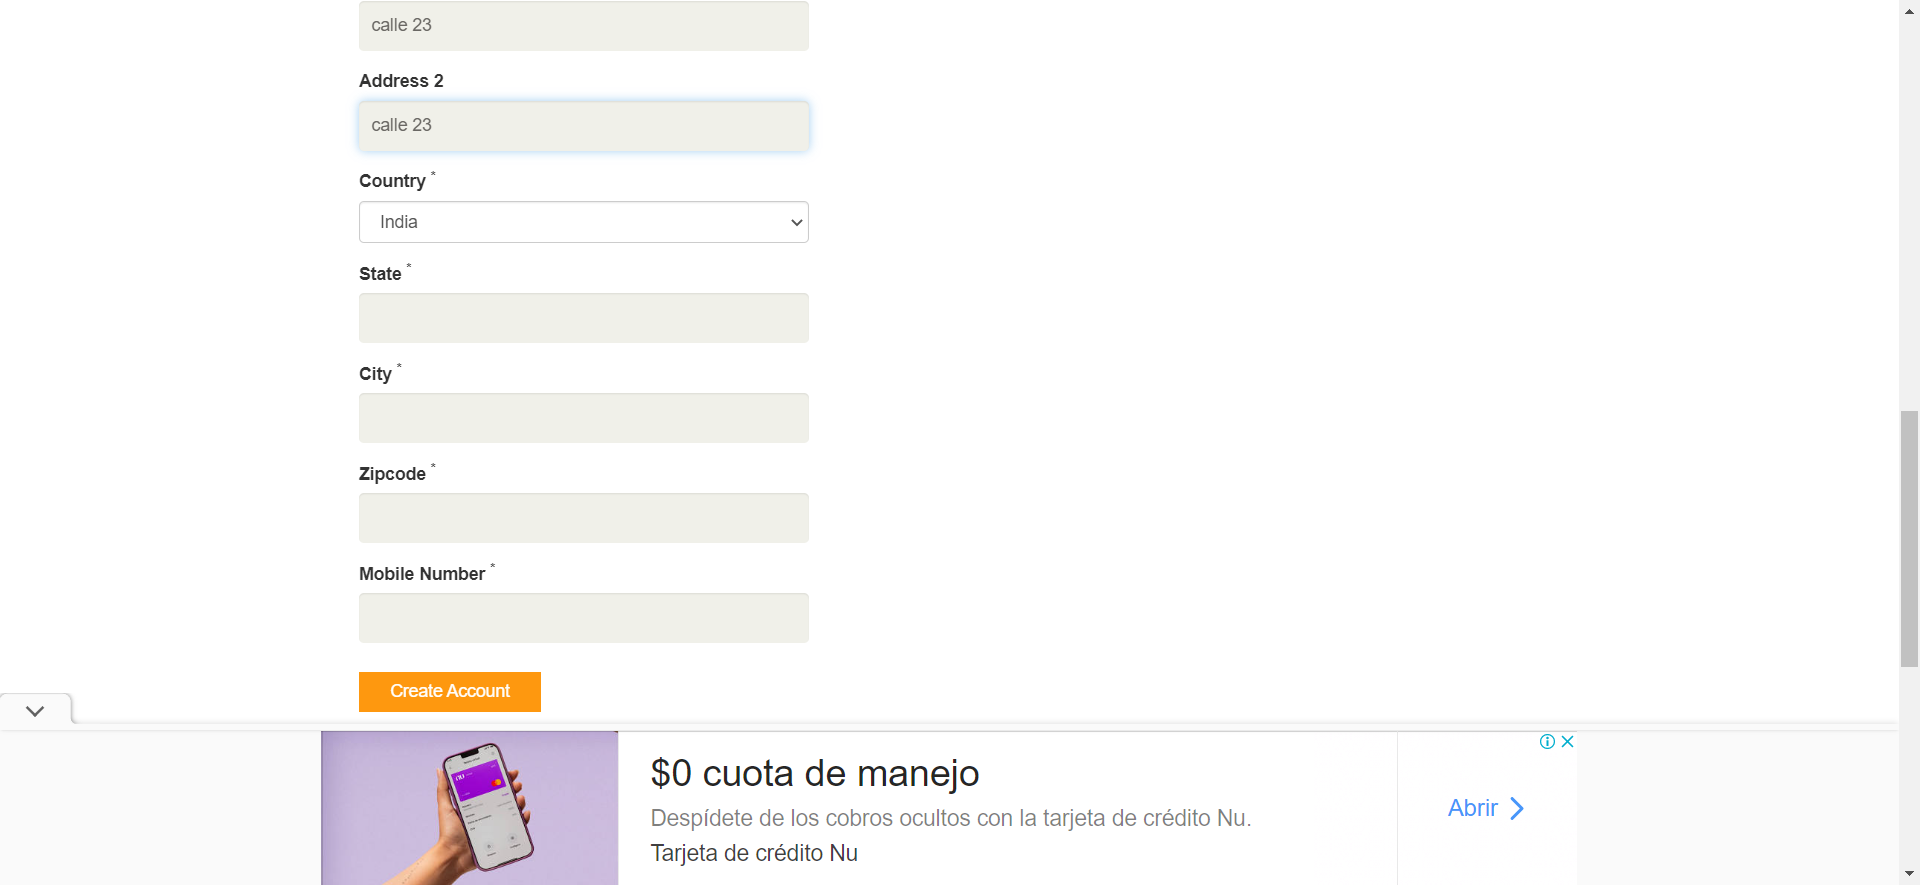 calle 23
Address 2
calle 23
Country *
India
State *
City *
Zipcode *
Mobile Number *
Create Account
$0 cuota de manejo
Despídete de los cobros ocultos con la tarjeta de crédito Nu.
Tarjeta de crédito Nu
Abrir